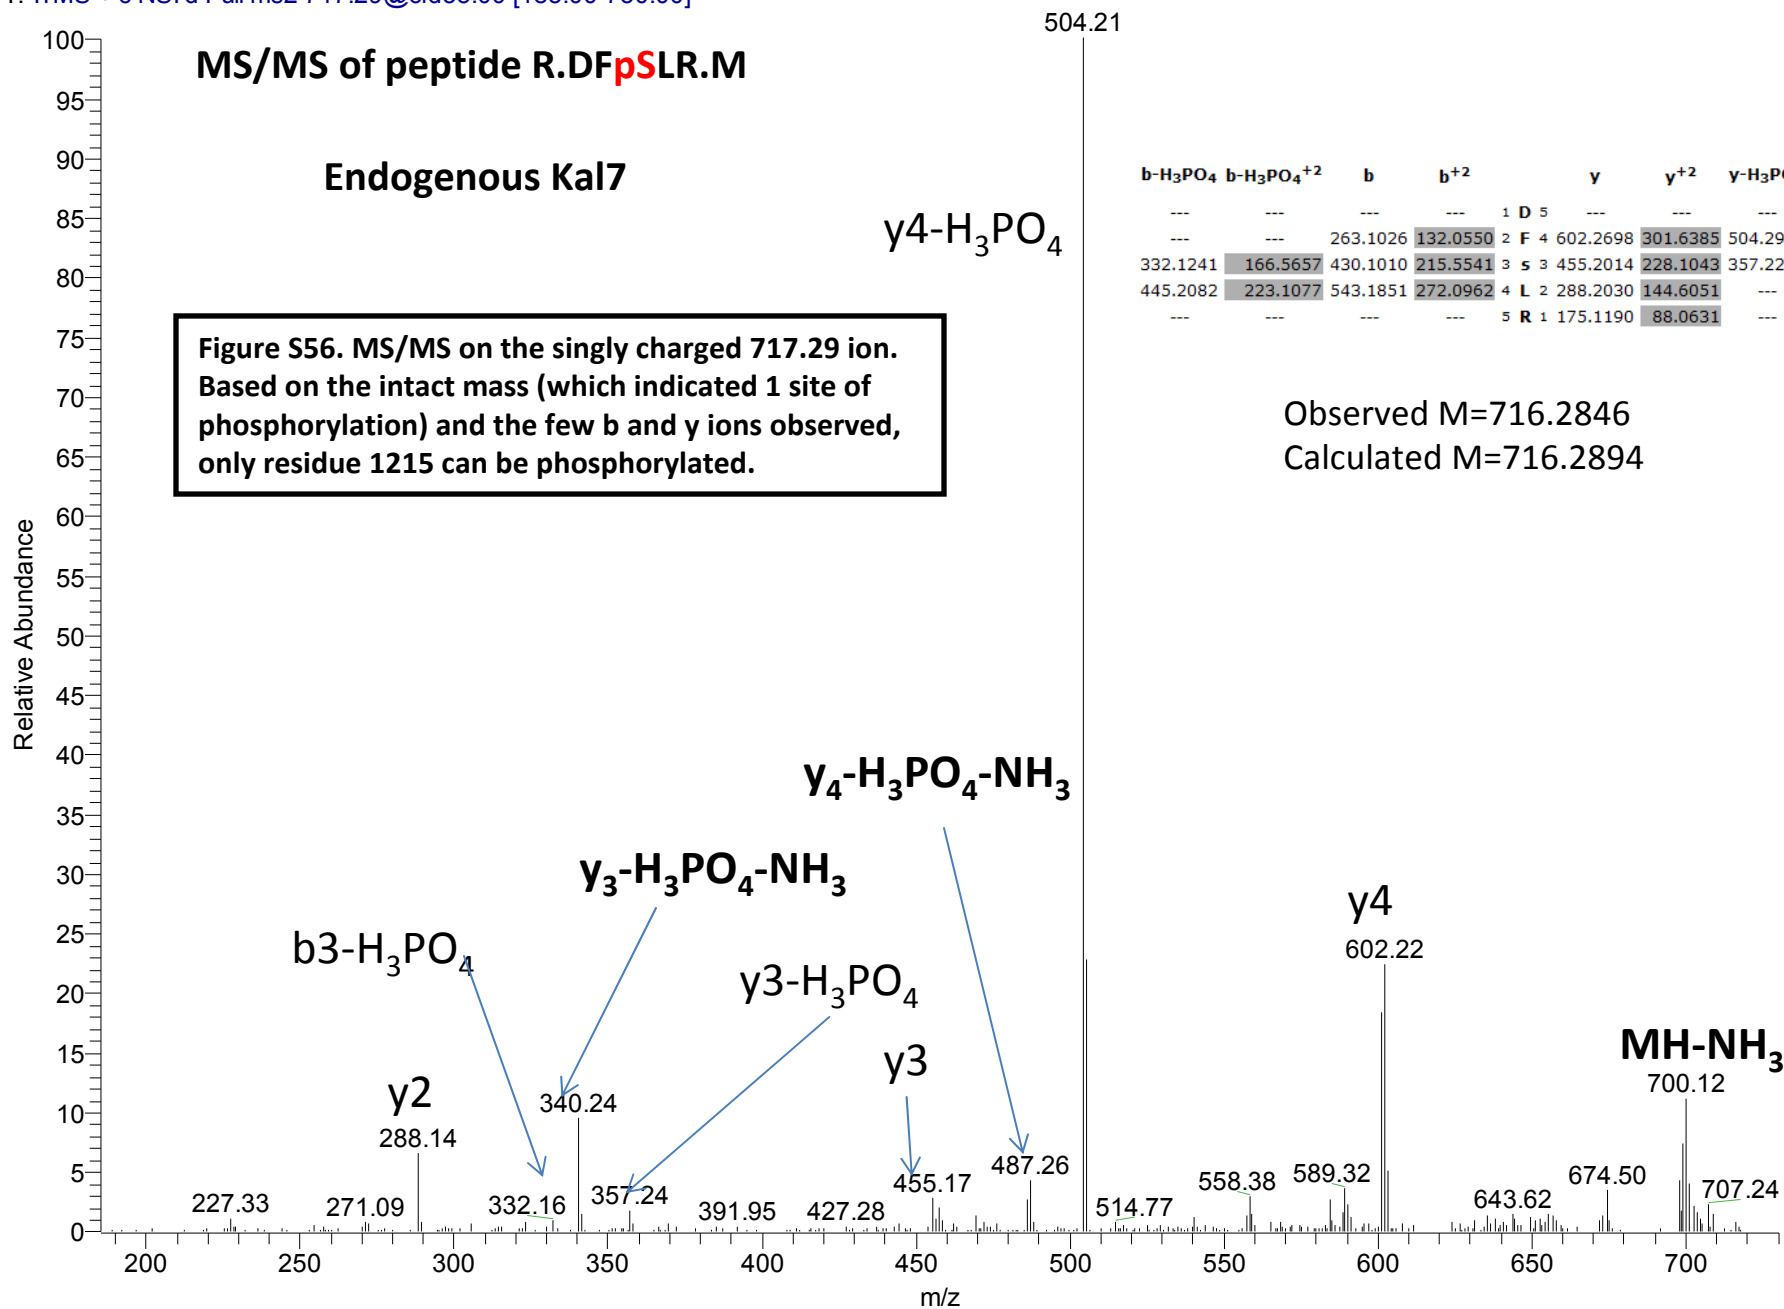 504.21
MS/MS of peptide R.DFpSLR.M
Endogenous Kal7
y4-H3PO4
b-H3PO4 b-H3PO4+2 b b+2 y y+2
--- --- --- --- 1 D 5 --- --- ---
--- --- 263.1026 132.0550 2 F 4 602.2698 301.6385 504.29
332.1241 166.5657 430.1010 215.5541 3 s 3 455.2014 228.1043 357.22
445.2082 223.1077 543.1851 272.0962 4 L 2 288.2030 144.6051 ---
--- --- --- --- 5 R 1 175.1190 88.0631 ---
Figure S56. MS/MS on the singly charged 717.29 ion.
Based on the intact mass (which indicated 1 site of
phosphorylation) and the few b and y ions observed,
only residue 1215 can be phosphorylated.
Observed M=716.2846
Calculated M=716.2894
y4-H3PO4-NH3
y3-H3PO4-NH3
b3-H3PO4
y3-H3PO4
y4
602.22
y3
MH-NH3
700.12
y2
288.14
340.24
227.33
271.09
332.16
357.24
391.95
427.28
455.17
487.26
514.77
558.38
589.32
643.62
674.50
707.24
Relative Abundance
100
95
90
85
80
75
70
65
60
55
50
45
40
35
30
25
20
15
10
5
0
200 250 300 350 400 450 500 550 600 650 700
m/z